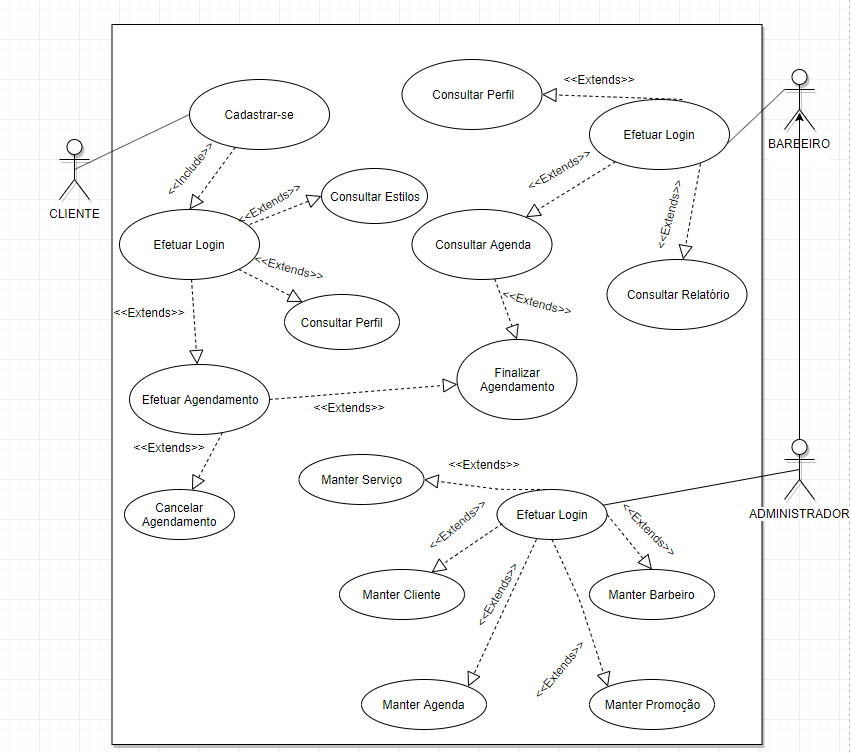 <<Extends>>
Consultar Perfil
Cadastrar-se
Efetuar Login
BARBEIRO
<<Include>>
<<Extends>>
CLIENTE
<<Extends>>
Consultar Estilos
<<Extends>>
Efetuar Login
Consultar Agenda
<<Extends>>
Consultar Relatório
<<Extends>>
<<Extends>>
Consultar Perfil
Finalizar
Agendamento
Efetuar Agendamento
<<Extends>>
<<Extends>>
<<Extends>>
Manter Serviço
Cancelar
Agendamento
Efetuar Login
ADMINISTRADOR
<<Extends>>
<<Extends>>
<<Extends>>
Manter Cliente
Manter Barbeiro
<<Extends>>
Manter Agenda
Manter Promoção